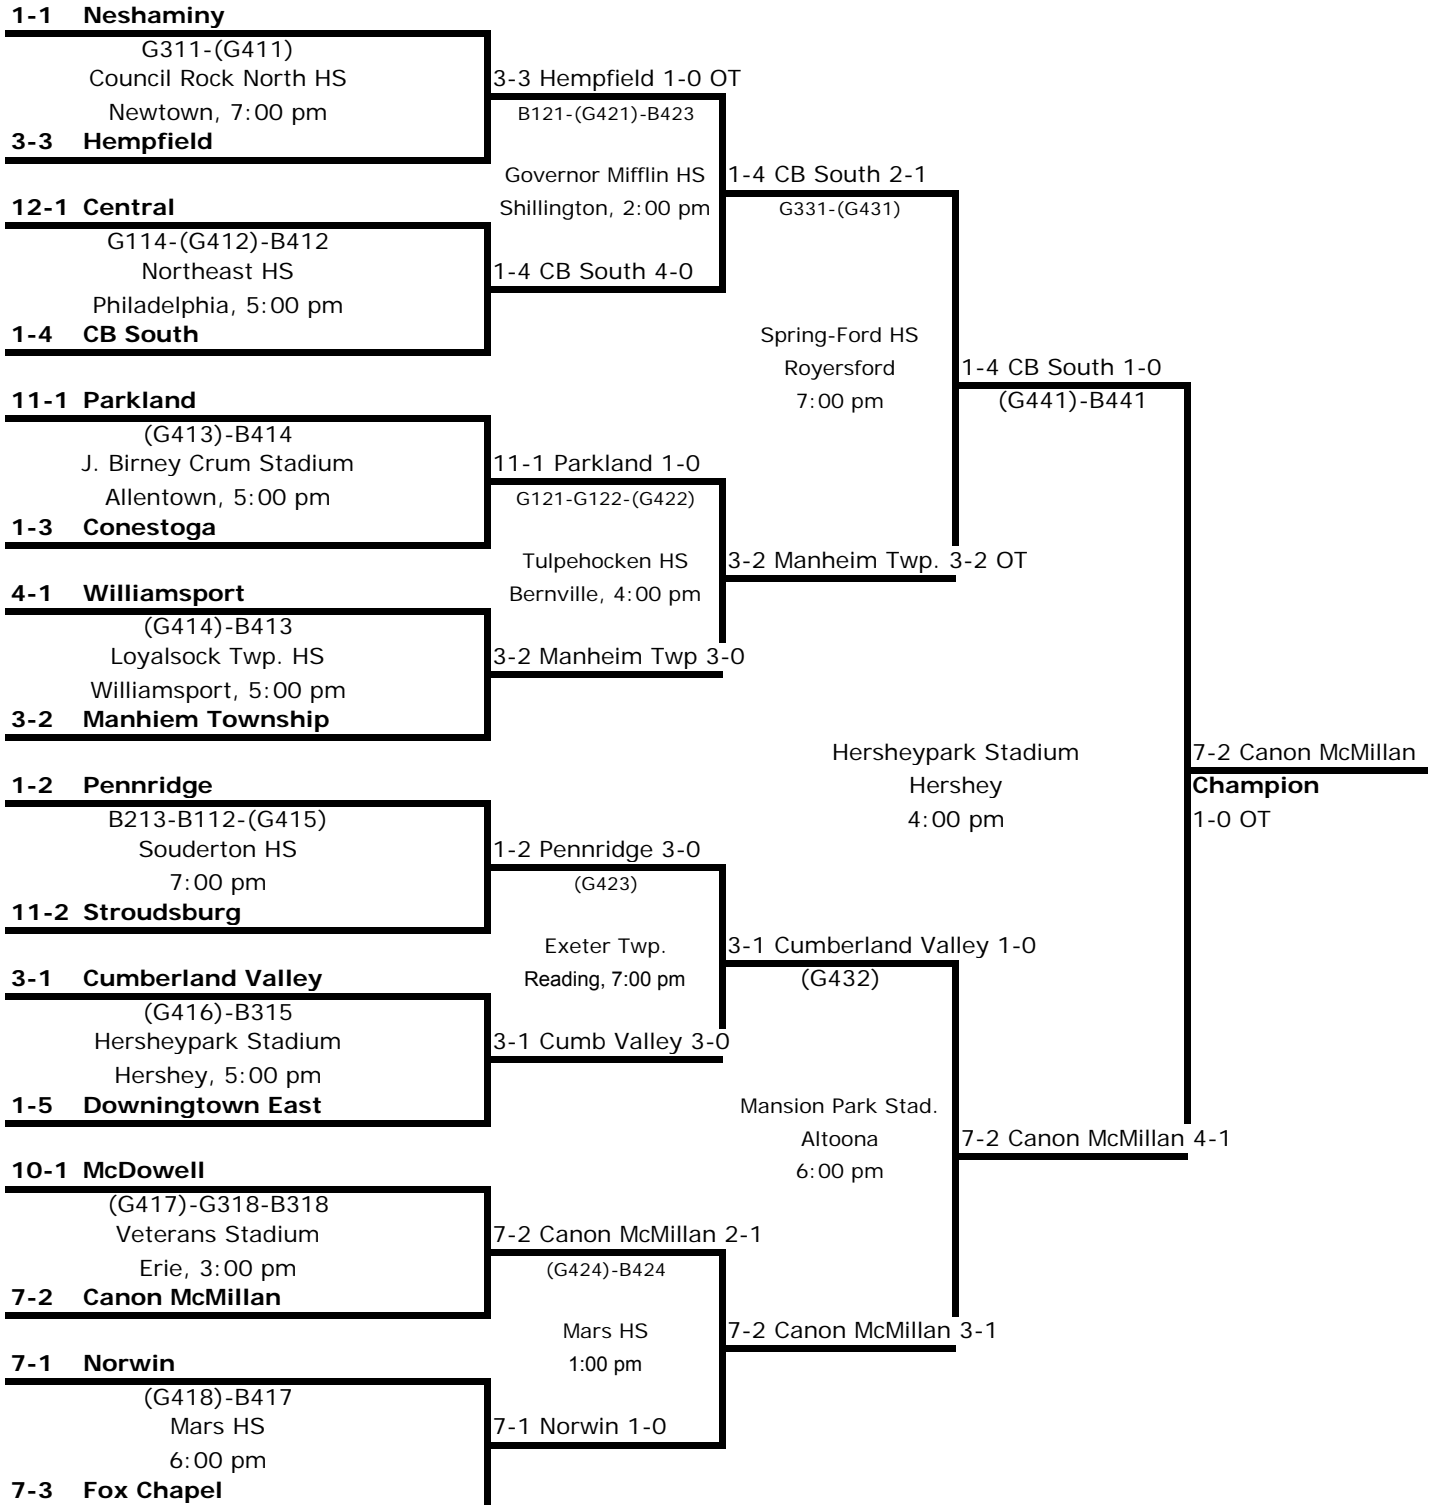 1-1 Neshaminy
G311-(G411)
Council Rock North HS
Newtown, 7:00 pm
3-3 Hempfield
12-1 Central
G114-(G412)-B412
Northeast HS
Philadelphia, 5:00 pm
1-4 CB South
11-1 Parkland
(G413)-B414
J. Birney Crum Stadium
Allentown, 5:00 pm
1-3 Conestoga
4-1 Williamsport
(G414)-B413
Loyalsock Twp. HS
Williamsport, 5:00 pm
3-2 Manhiem Township
1-2 Pennridge
B213-B112-(G415)
Souderton HS
7:00 pm
11-2 Stroudsburg
3-1 Cumberland Valley
(G416)-B315
Hersheypark Stadium
Hershey, 5:00 pm
1-5 Downingtown East
10-1 McDowell
(G417)-G318-B318
Veterans Stadium
Erie, 3:00 pm
7-2 Canon McMillan
7-1 Norwin
(G418)-B417
Mars HS
6:00 pm
7-3 Fox Chapel
3-3 Hempfield 1-0 OT
B121-(G421)-B423
Governor Mifflin HS
Shillington, 2:00 pm
1-4 CB South 4-0
11-1 Parkland 1-0
G121-G122-(G422)
Tulpehocken HS
Bernville, 4:00 pm
3-2 Manheim Twp 3-0
1-2 Pennridge 3-0
(G423)
Exeter Twp.
Reading, 7:00 pm
3-1 Cumb Valley 3-0
7-2 Canon McMillan 2-1
(G424)-B424
Mars HS
1:00 pm
7-1 Norwin 1-0
1-4 CB South 2-1
G331-(G431)
Spring-Ford HS
Royersford
7:00 pm
3-2 Manheim Twp. 3-2 OT
3-1 Cumberland Valley 1-0
(G432)
Mansion Park Stad.
Altoona
6:00 pm
7-2 Canon McMillan 3-1
1-4 CB South 1-0
(G441)-B441
Hersheypark Stadium
Hershey
4:00 pm
7-2 Canon McMillan 4-1
7-2 Canon McMillan
Champion
1-0 OT